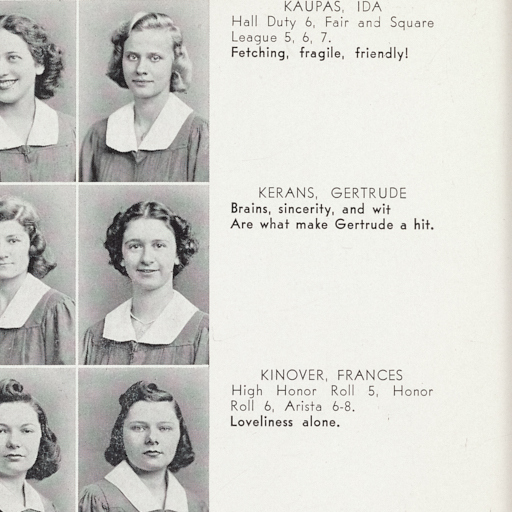 KAUPAS, IDA
Hall Duty 6, Fair and Square
League 5, 6, 7.
Fetching, fragile, friendly!
KERANS, GERTRUDE
Brains, sincerity, and wit
Are what make Gertrude a hit.
KINOVER, FRANCES
High Honor Roll 5, Honor
Roll 6, Arista 6-8.
Loveliness alone.